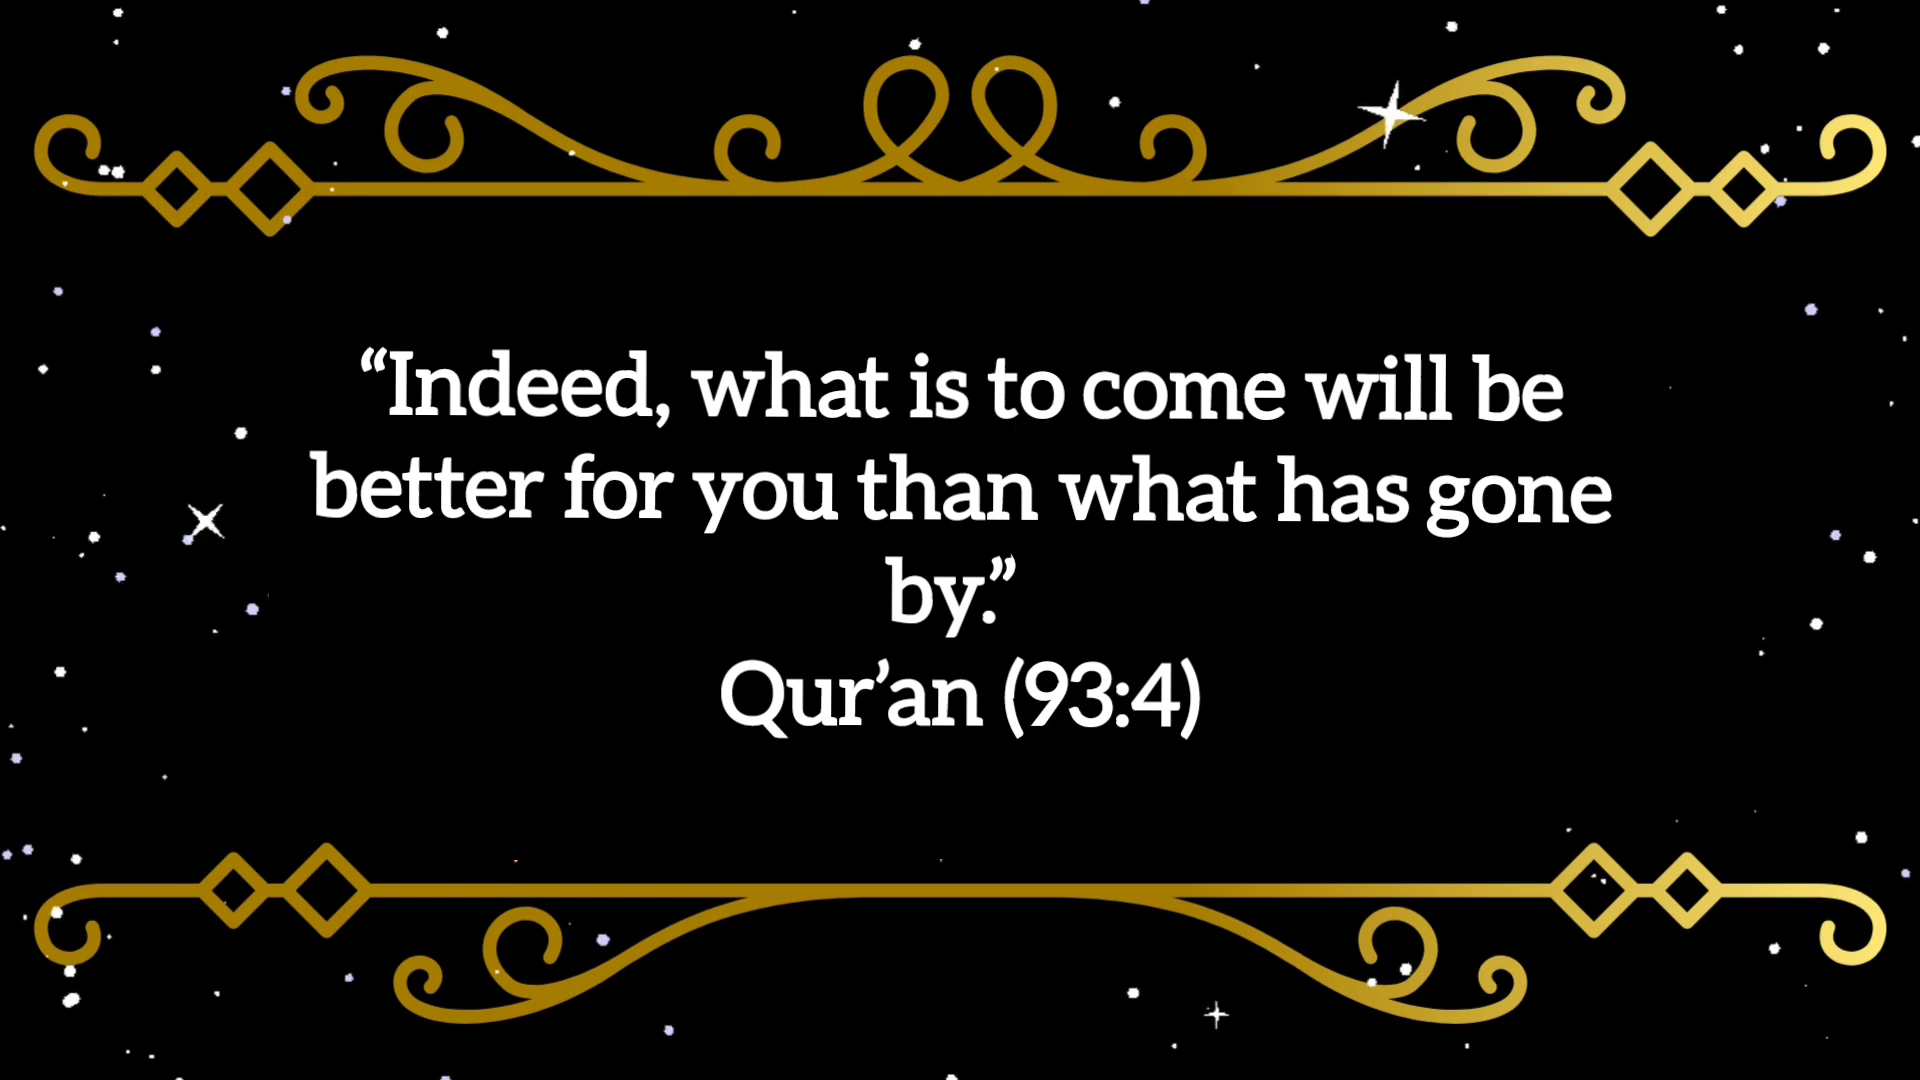 “Indeed, what is to come will be
better for you than what has gone
by.”
Qur’an (93:4)